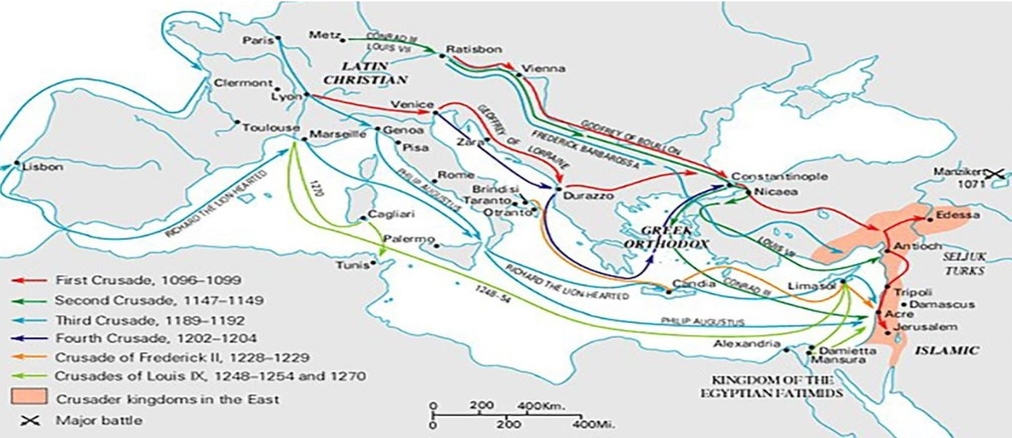 Paris
Metz
CONRAD III
LOUIS VII
Ratisbon
Vienna
LATIN
CHRISTIAN
Clermont
Lyon
Venice
GEOFFREY OF LORRAINE
GODFREY OF BOUILLON
FREDERICK BARBAROSSA
Toulouse
Marseille
Genoa
Pisa
Zara
Lisbon
RICHARD THE LION HEARTED
1270
PHILIP AUGUSTUS
Rome
Brindisi
Taranto
Otranto
Durazzo
Constantinople
Nicaea
Manzikert
1071
Cagliari
Palermo
Tunis
GREEK
ORTHODOX
LOUIS VII
Edessa
Antioch
SELJUK
TURKS
RICHARD THE LION-HEARTED
Candia
CONRAD III
Limasol
Tripoli
Damascus
Acre
Jerusalem
1248-54
PHILIP AUGUSTUS
Alexandria
Damietta
Mansura
ISLAMIC
KINGDOM OF THE
EGYPTIAN FATIMIDS
First Crusade, 1096–1099
Second Crusade, 1147–1149
Third Crusade, 1189–1192
Fourth Crusade, 1202–1204
Crusade of Frederick II, 1228–1229
Crusades of Louis IX, 1248–1254 and 1270
Crusader kingdoms in the East
Major battle
0 200 400Km.
0 200 400Mi.